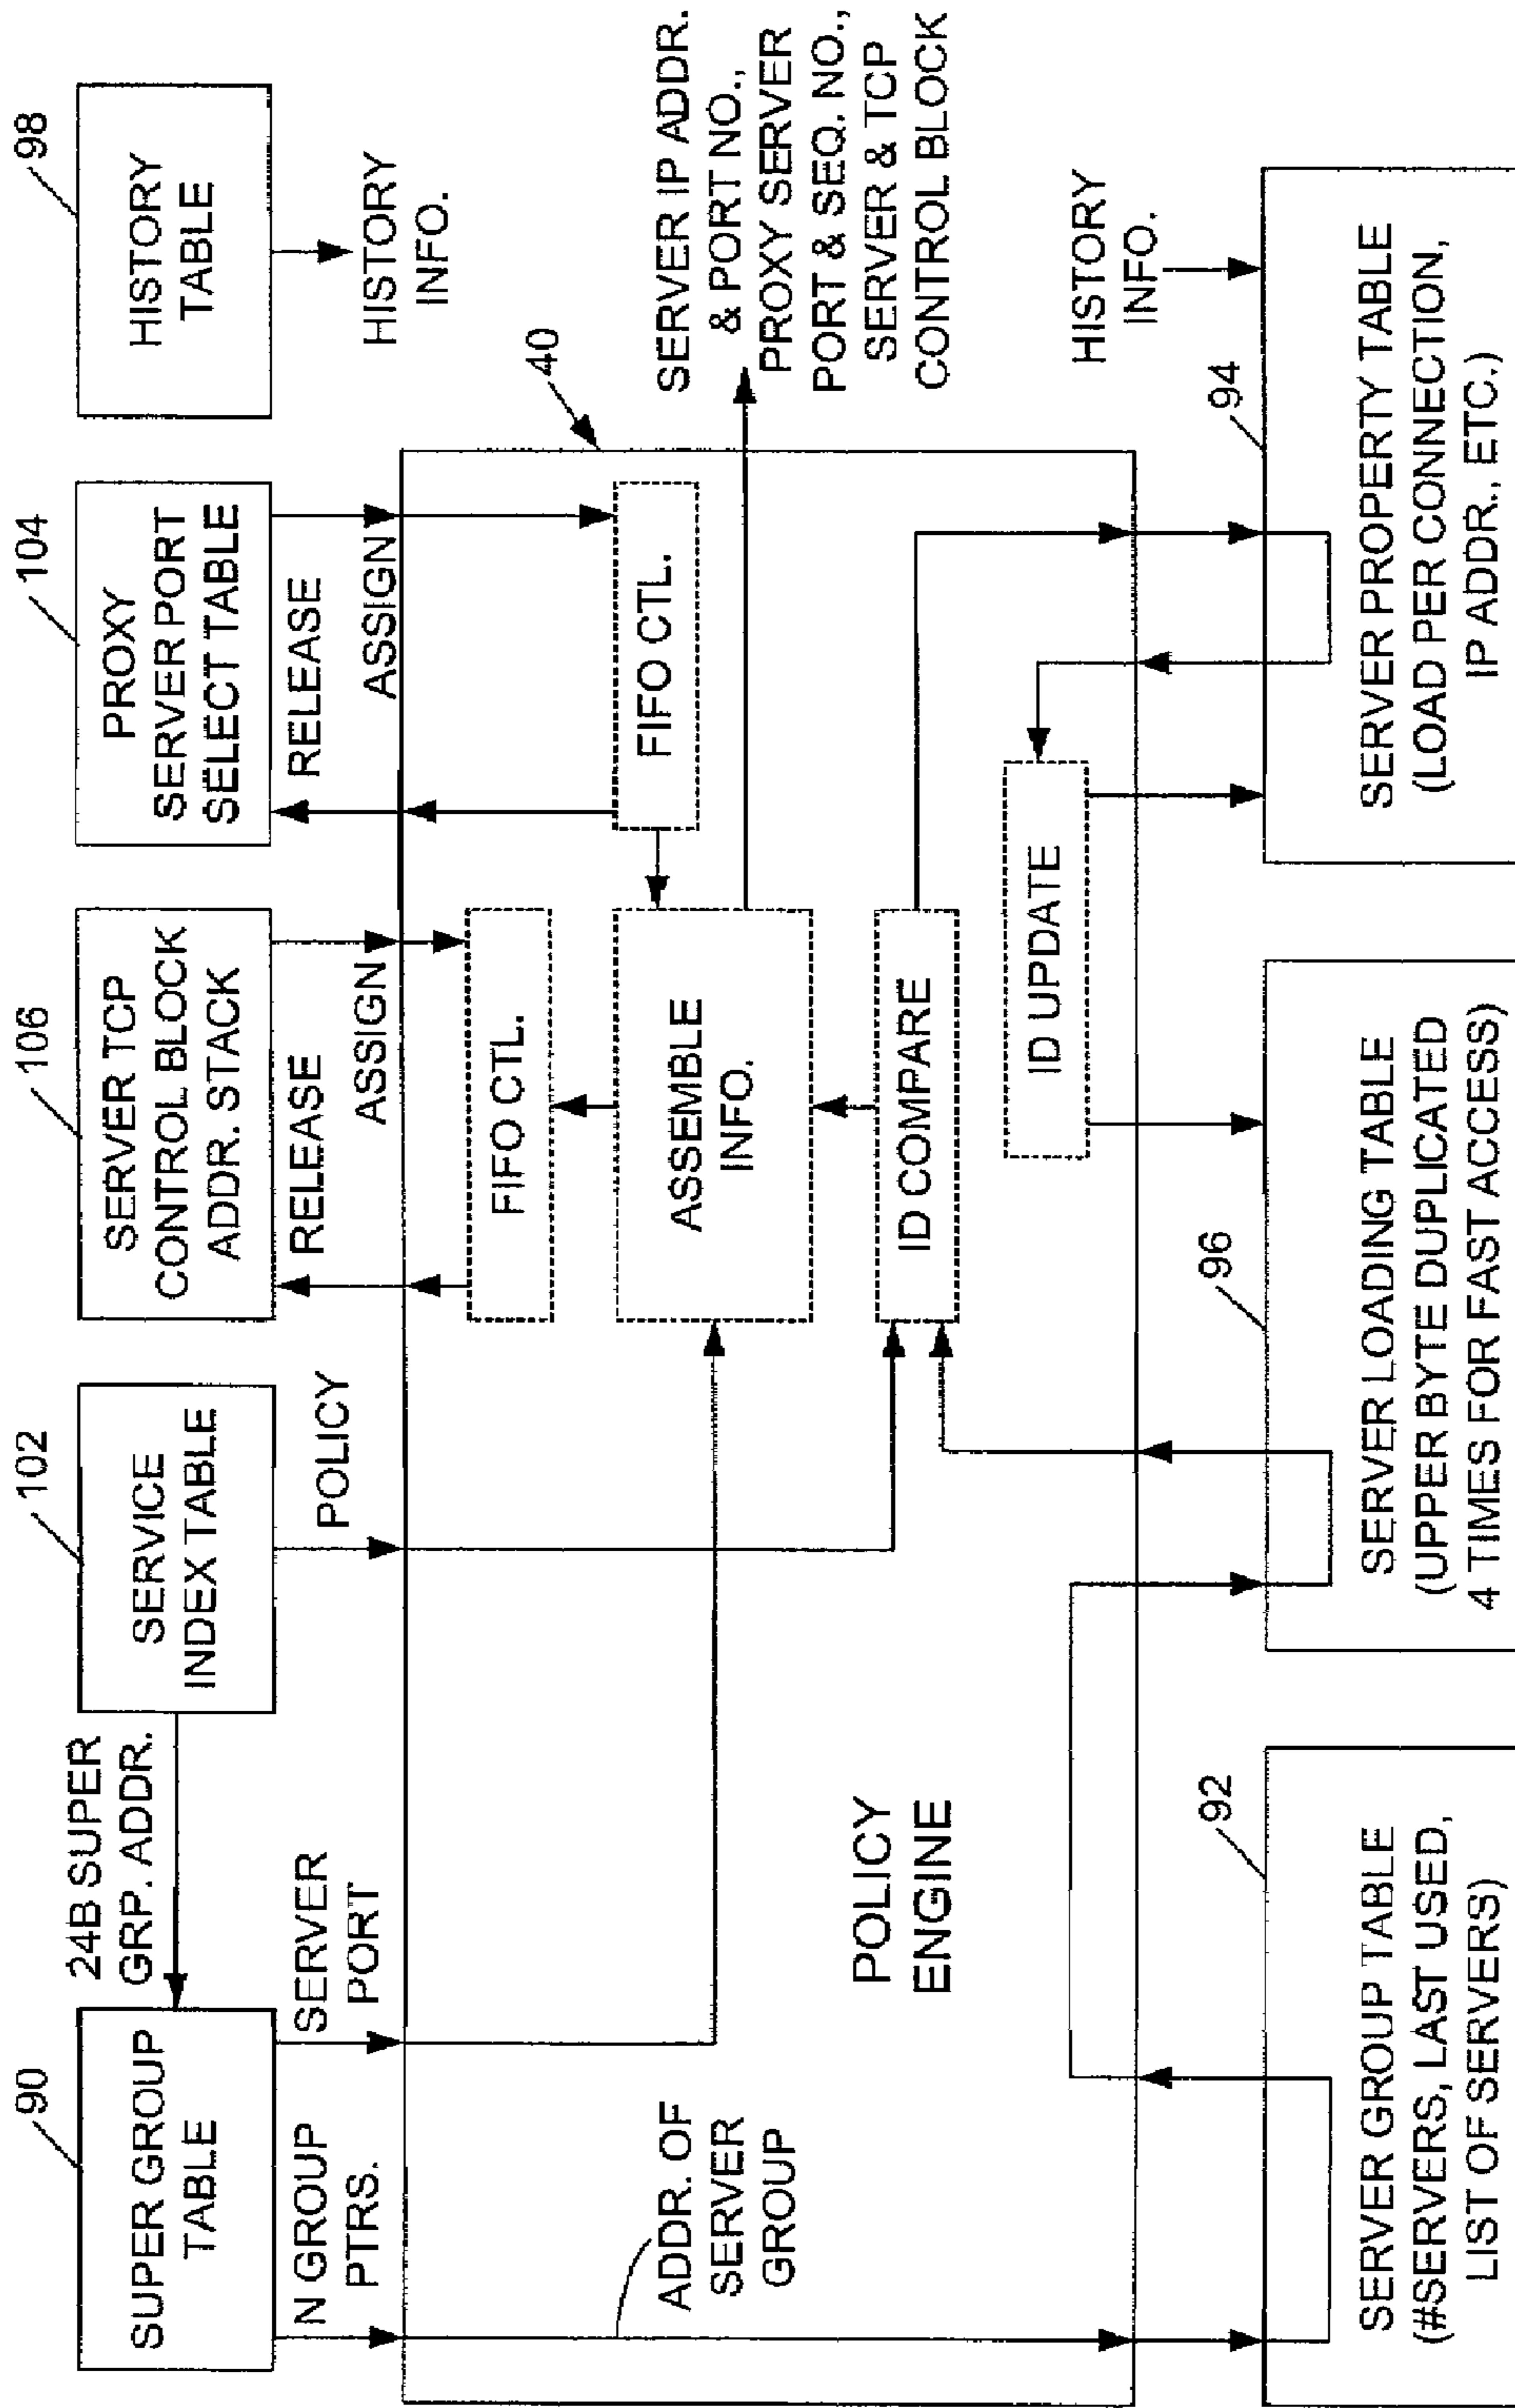 90
SUPER GROUP
TABLE
24B SUPER
GRP. ADDR.
102
SERVICE
INDEX TABLE
106
SERVER TCP
CONTROL BLOCK
ADDR. STACK
104
PROXY
SERVER PORT
SELECT TABLE
98
HISTORY
TABLE
N GROUP
PTRS.
SERVER
PORT
POLICY
RELEASE
ASSIGN
RELEASE
ASSIGN
HISTORY
INFO.
40
FIFO CTL.
FIFO CTL.
ADDR. OF
SERVER
GROUP
ASSEMBLE
INFO.
SERVER IP ADDR.
& PORT NO.,
PROXY SERVER
PORT & SEQ. NO.,
SERVER & TCP
CONTROL BLOCK
POLICY
ENGINE
ID COMPARE
ID UPDATE
HISTORY
INFO.
92
SERVER GROUP TABLE
(#SERVERS, LAST USED,
LIST OF SERVERS)
96
SERVER LOADING TABLE
(UPPER BYTE DUPLICATED
4 TIMES FOR FAST ACCESS)
94
SERVER PROPERTY TABLE
(LOAD PER CONNECTION,
IP ADDR., ETC.)